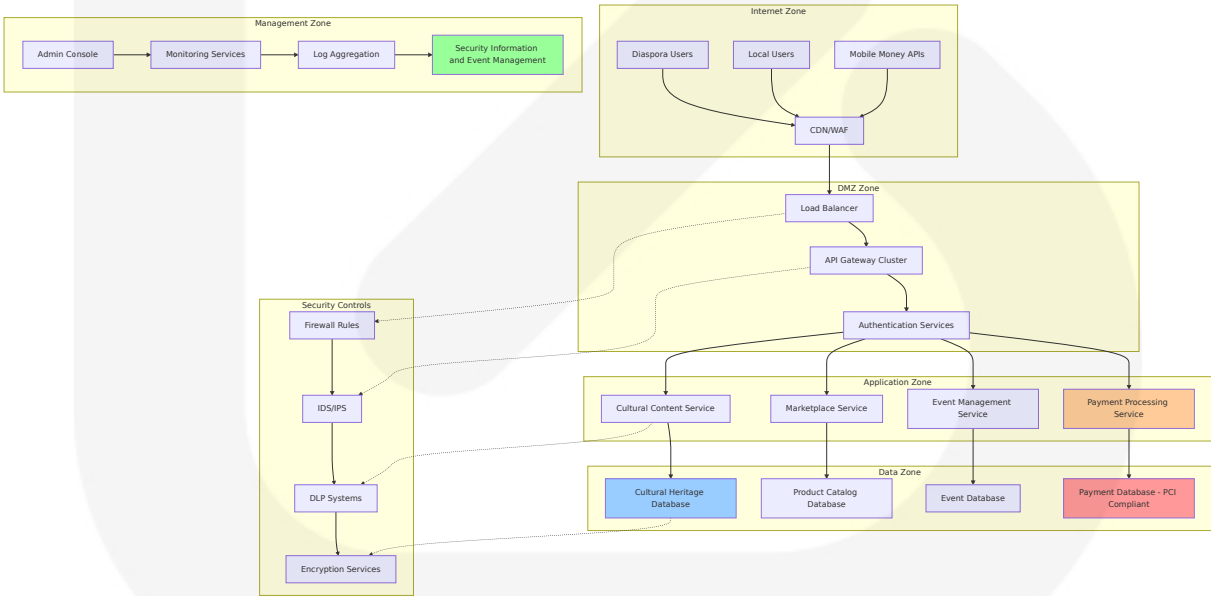 Management Zone
Admin Console
Monitoring Services
Log Aggregation
Security Information
and Event Management
Internet Zone
Diaspora Users
Local Users
Mobile Money APIs
CDN/WAF
DMZ Zone
Load Balancer
API Gateway Cluster
Authentication Services
Security Controls
Firewall Rules
IDS/IPS
DLP Systems
Encryption Services
Application Zone
Cultural Content Service
Marketplace Service
Event Management
Service
Payment Processing
Service
Data Zone
Cultural Heritage
Database
Product Catalog
Database
Event Database
Payment Database - PCI
Compliant